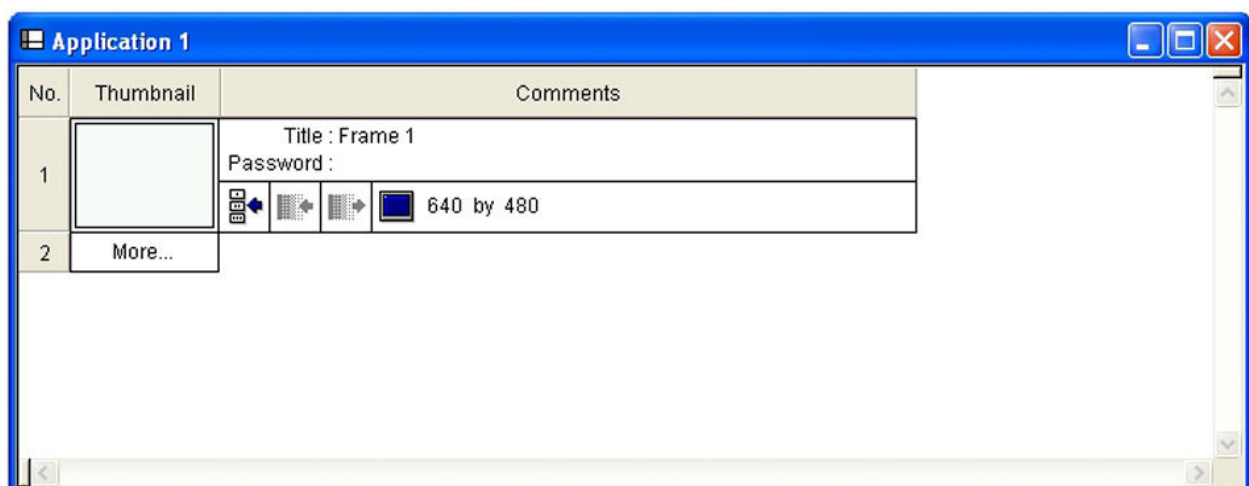 Application 1
No. Thumbnail Comments
1
Title : Frame 1
Password :
640 by 480
2 More...